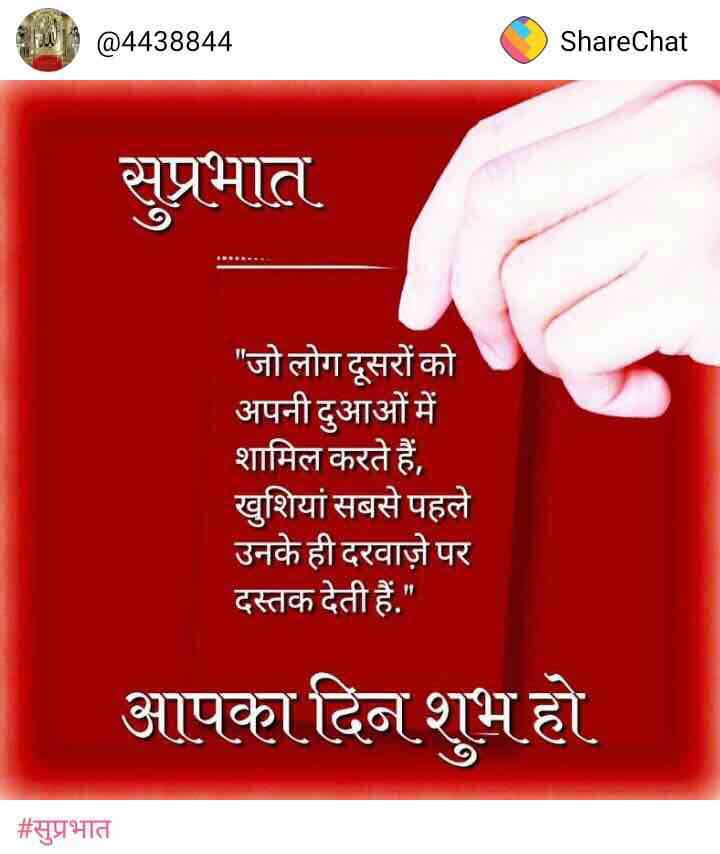 @4438844
ShareChat
सुप्रभात
"जो लोग दूसरों को
अपनी दुआओं में
शामिल करते हैं,
खुशियां सबसे पहले
उनके ही दरवाज़े पर
दस्तक देती हैं."
आपका दिन शुभ हो
#सुप्रभात